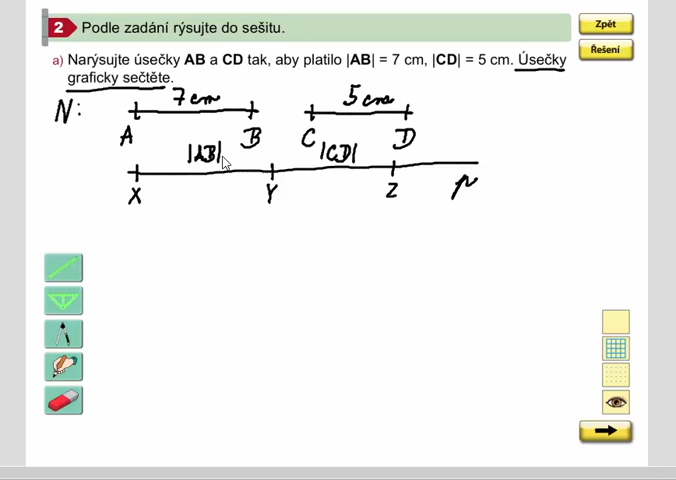 2 Podle zadání rýsujte do sešitu.
Zpět
Řešení
a) Narýsujte úsečky AB a CD tak, aby platilo |AB| = 7 cm, |CD| = 5 cm. Úsečky
graficky sečtěte.
N: 7 cm 5 cm
A B C D
|AB| |CD|
X Y Z p